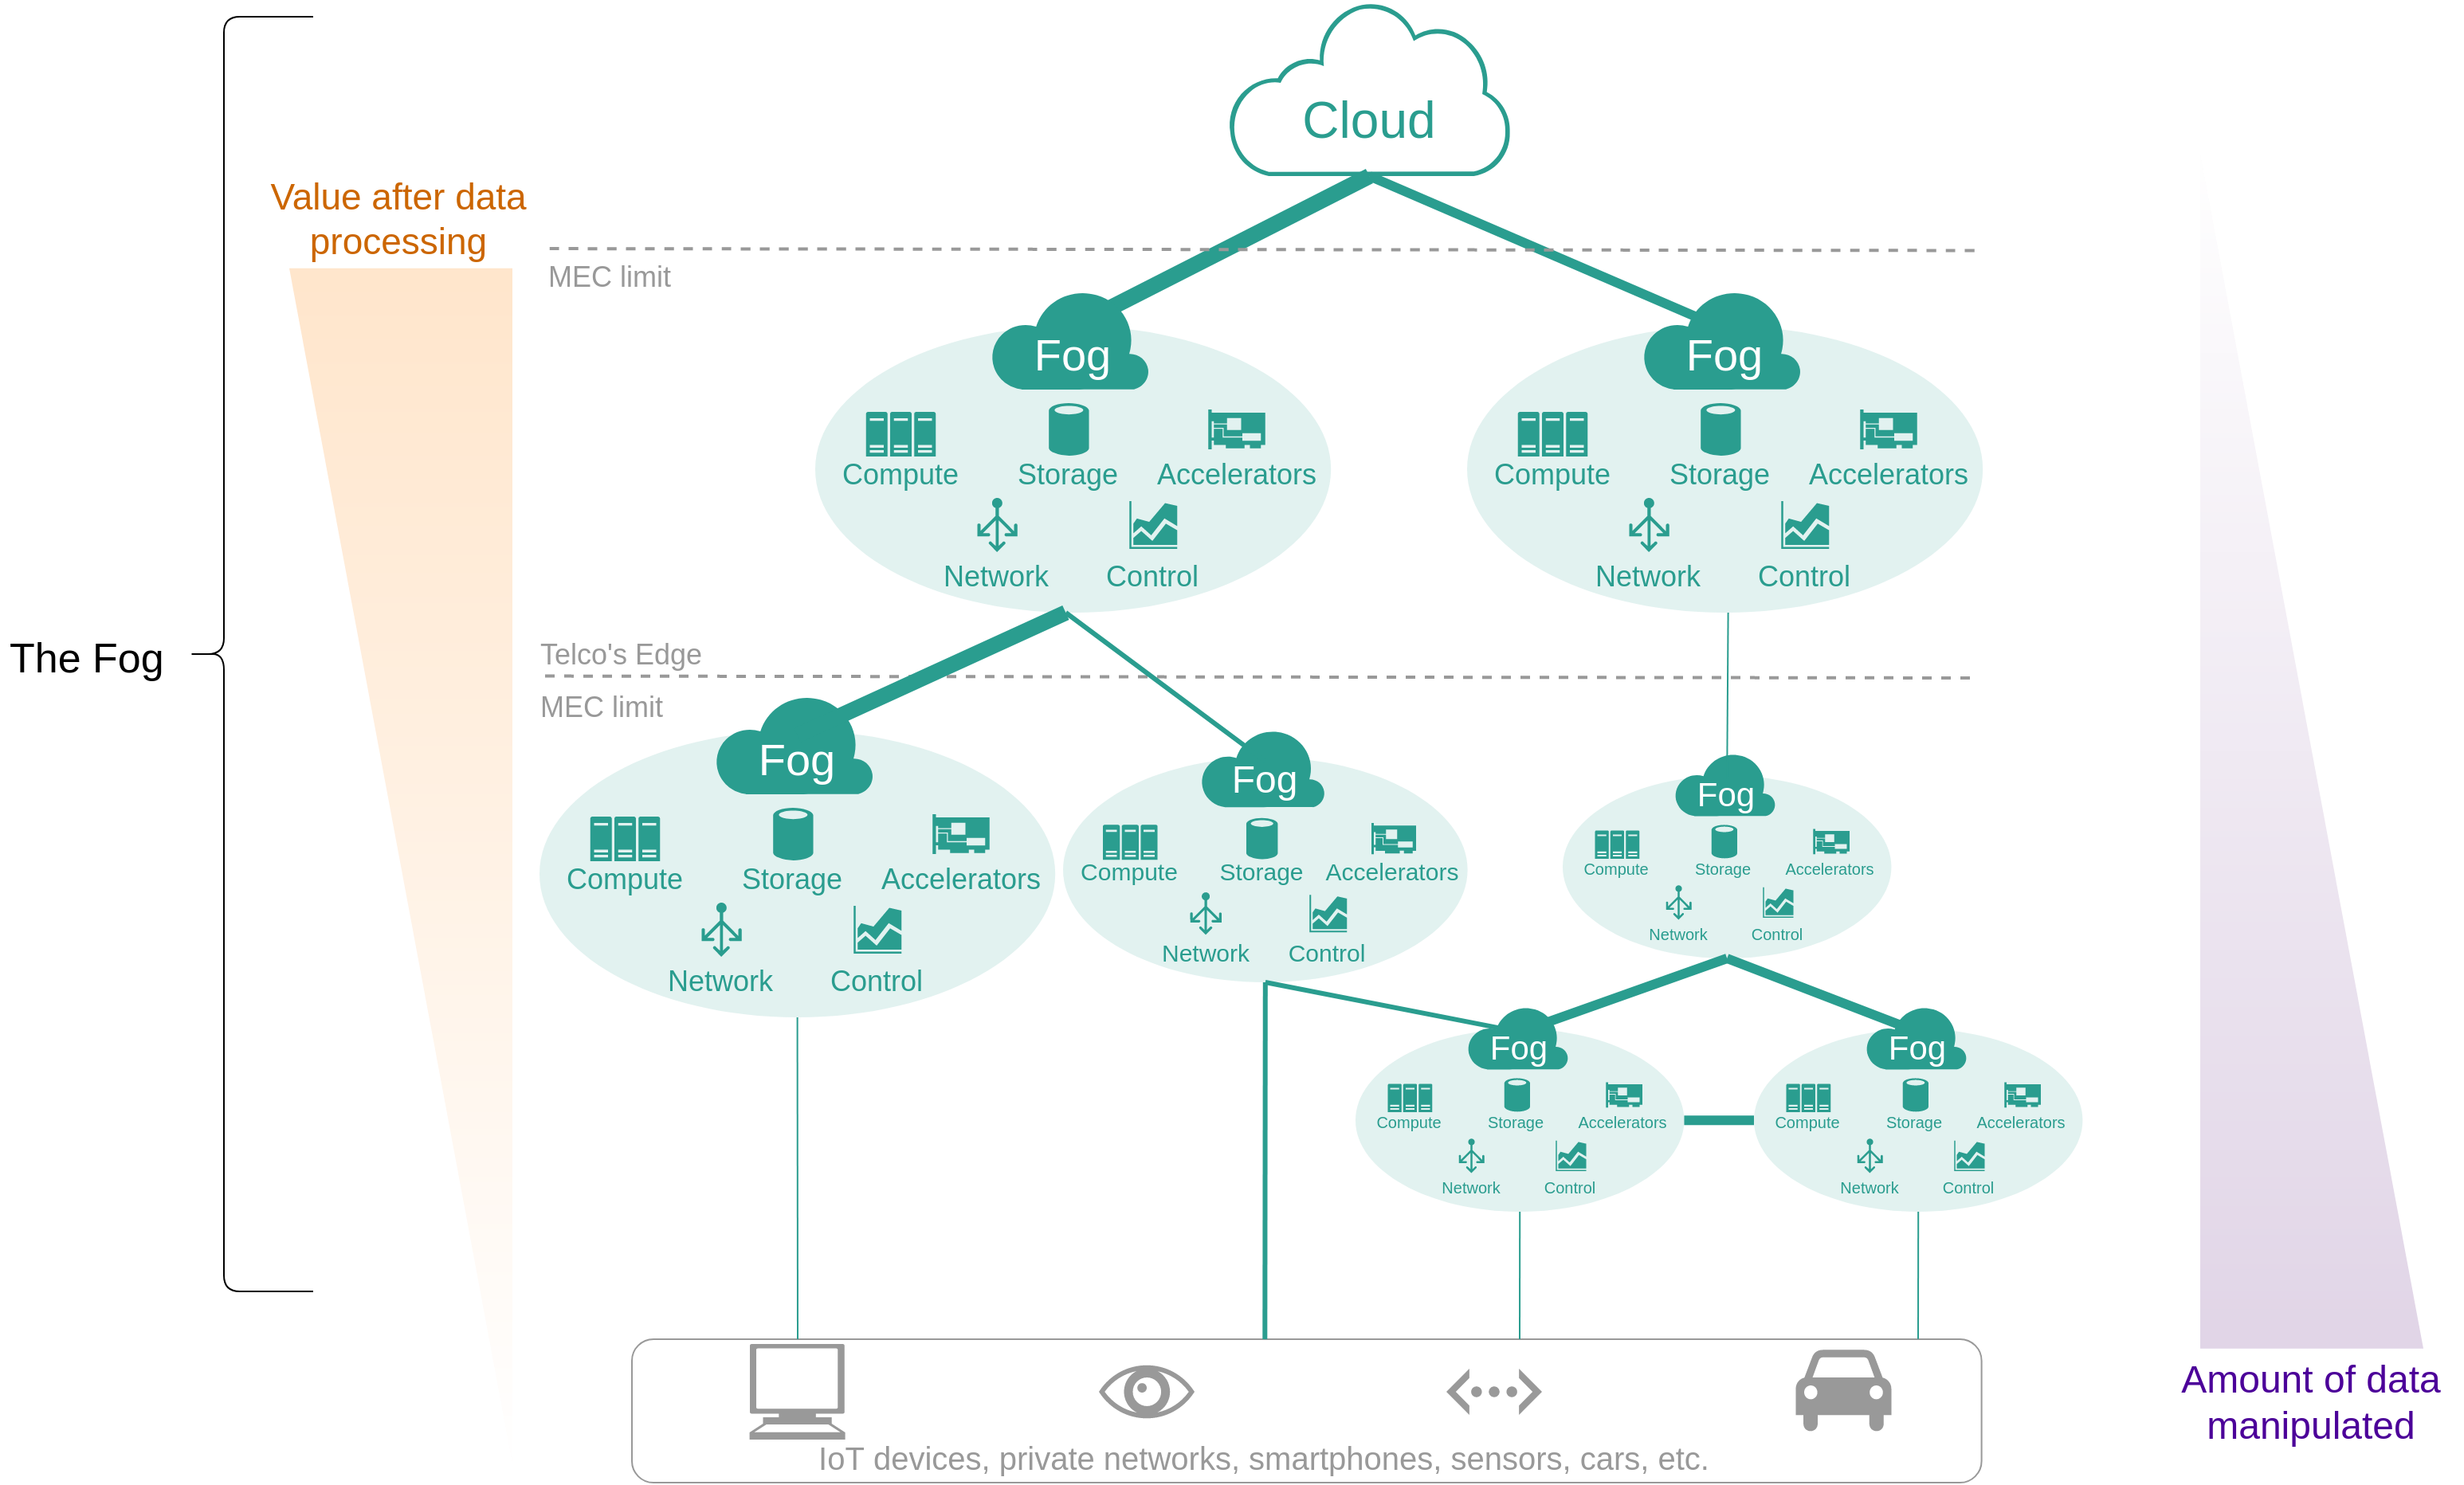 Cloud
Value after data
processing
MEC limit
Fog
Compute
Storage
Accelerators
Network
Control
Fog
Compute
Storage
Accelerators
Network
Control
The Fog
Telco's Edge
MEC limit
Fog
Compute
Storage
Accelerators
Network
Control
Fog
Compute
Storage
Accelerators
Network
Control
Fog
Compute
Storage
Accelerators
Network
Control
Fog
Compute
Storage
Accelerators
Network
Control
Fog
Compute
Storage
Accelerators
Network
Control
IoT devices, private networks, smartphones, sensors, cars, etc.
Amount of data
manipulated